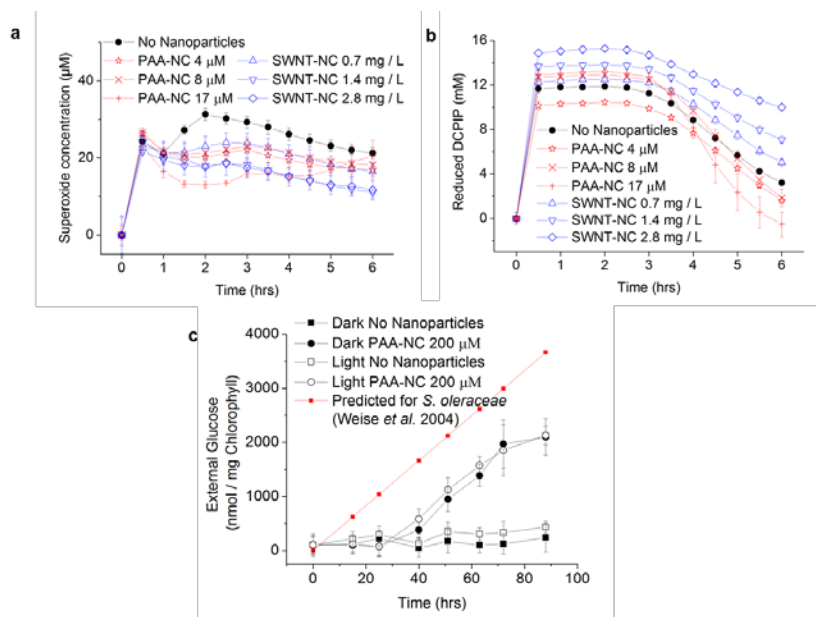 a
Superoxide concentration (μM)
40
20
0
No Nanoparticles
PAA-NC 4 μM
PAA-NC 8 μM
PAA-NC 17 μM
SWNT-NC 0.7 mg / L
SWNT-NC 1.4 mg / L
SWNT-NC 2.8 mg / L
0 1 2 3 4 5 6
Time (hrs)
b
Reduced DCPIP (mM)
16
12
8
4
0
No Nanoparticles
PAA-NC 4 μM
PAA-NC 8 μM
PAA-NC 17 μM
SWNT-NC 0.7 mg / L
SWNT-NC 1.4 mg / L
SWNT-NC 2.8 mg / L
0 1 2 3 4 5 6
Time (hrs)
c
External Glucose
(nmol / mg Chlorophyll)
4000
3000
2000
1000
0
Dark No Nanoparticles
Dark PAA-NC 200 μM
Light No Nanoparticles
Light PAA-NC 200 μM
Predicted for S. oleraceae
(Weise et al. 2004)
0 20 40 60 80 100
Time (hrs)